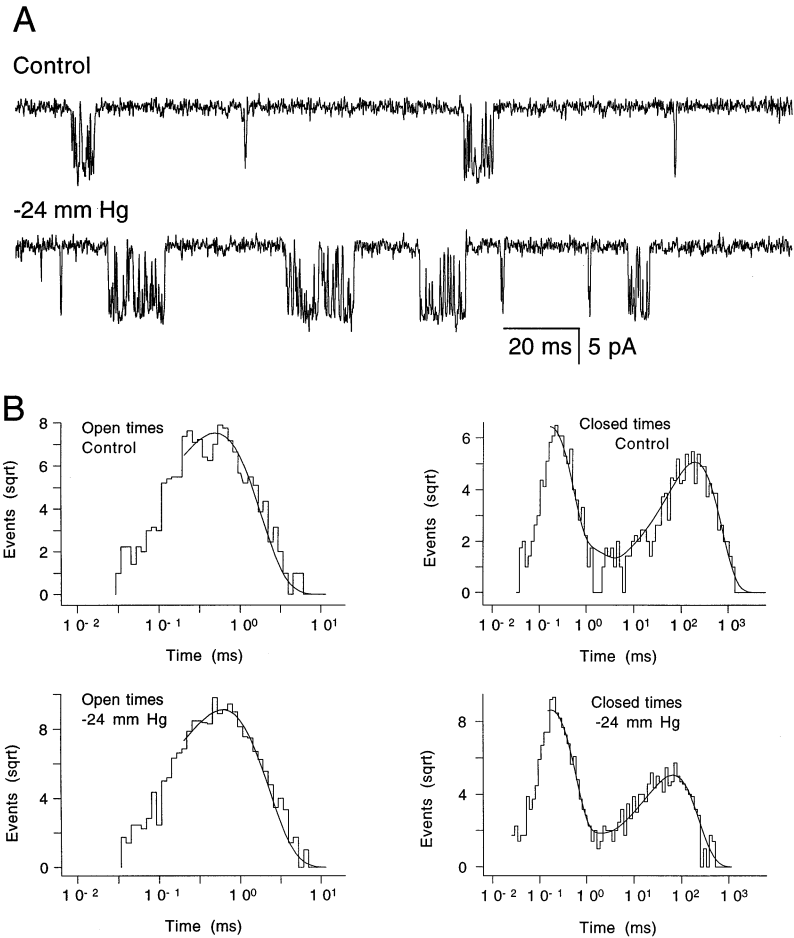 A
Control
-24 mm Hg
20 ms 5 pA
B
Open times
Control
8
6
4
2
0
Events (sqrt)
10-2 10-1 100 101
Time (ms)
Closed times
Control
6
4
2
0
Events (sqrt)
10-2 10-1 100 101 102 103
Time (ms)
Open times
-24 mm Hg
8
4
0
Events (sqrt)
10-2 10-1 100 101
Time (ms)
Closed times
-24 mm Hg
8
4
0
Events (sqrt)
10-2 10-1 100 101 102 103
Time (ms)